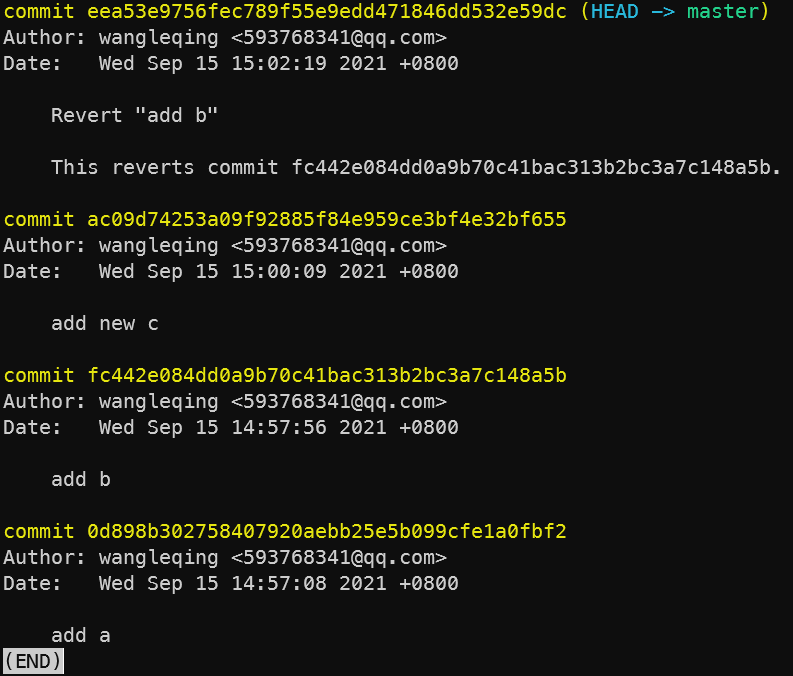 commit eea53e9756fec789f55e9edd471846dd532e59dc (HEAD -> master)
Author: wangleqing <593768341@qq.com>
Date:   Wed Sep 15 15:02:19 2021 +0800
Revert "add b"
This reverts commit fc442e084dd0a9b70c41bac313b2bc3a7c148a5b.
commit ac09d74253a09f92885f84e959ce3bf4e32bf655
Author: wangleqing <593768341@qq.com>
Date:   Wed Sep 15 15:00:09 2021 +0800
add new c
commit fc442e084dd0a9b70c41bac313b2bc3a7c148a5b
Author: wangleqing <593768341@qq.com>
Date:   Wed Sep 15 14:57:56 2021 +0800
add b
commit 0d898b302758407920aebb25e5b099cfe1a0fbf2
Author: wangleqing <593768341@qq.com>
Date:   Wed Sep 15 14:57:08 2021 +0800
add a
(END)